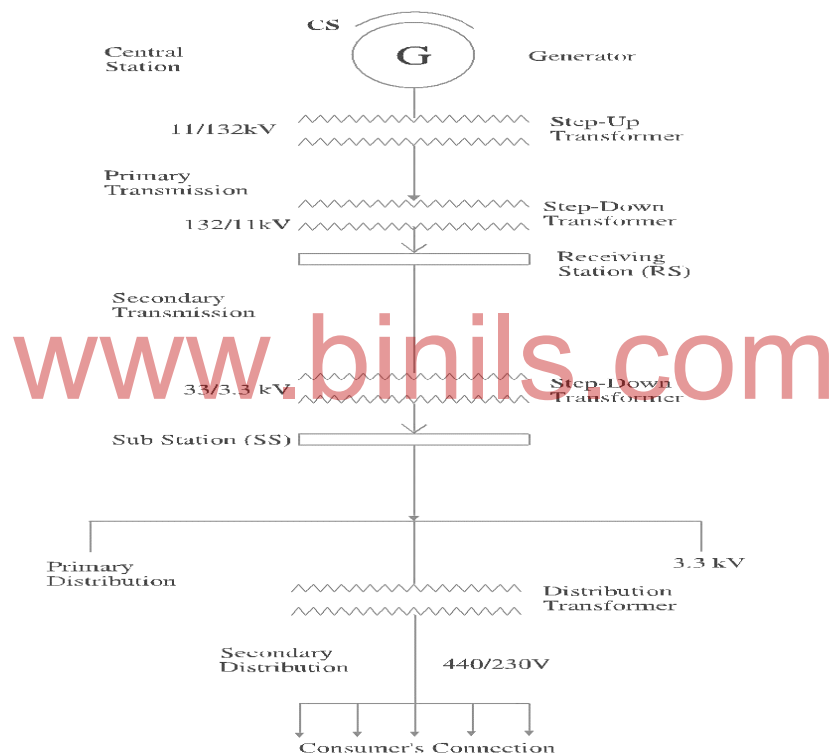 CS
Central
Station
G
Generator
11/132kV
Step-Up
Transformer
Primary
Transmission
132/11kV
Step-Down
Transformer
Receiving
Station (RS)
Secondary
Transmission
www.binils.com
33/3.3 kV
Step-Down
Transformer
Sub Station (SS)
Primary
Distribution
3.3 kV
Distribution
Transformer
Secondary
Distribution
440/230V
Consumer's Connection